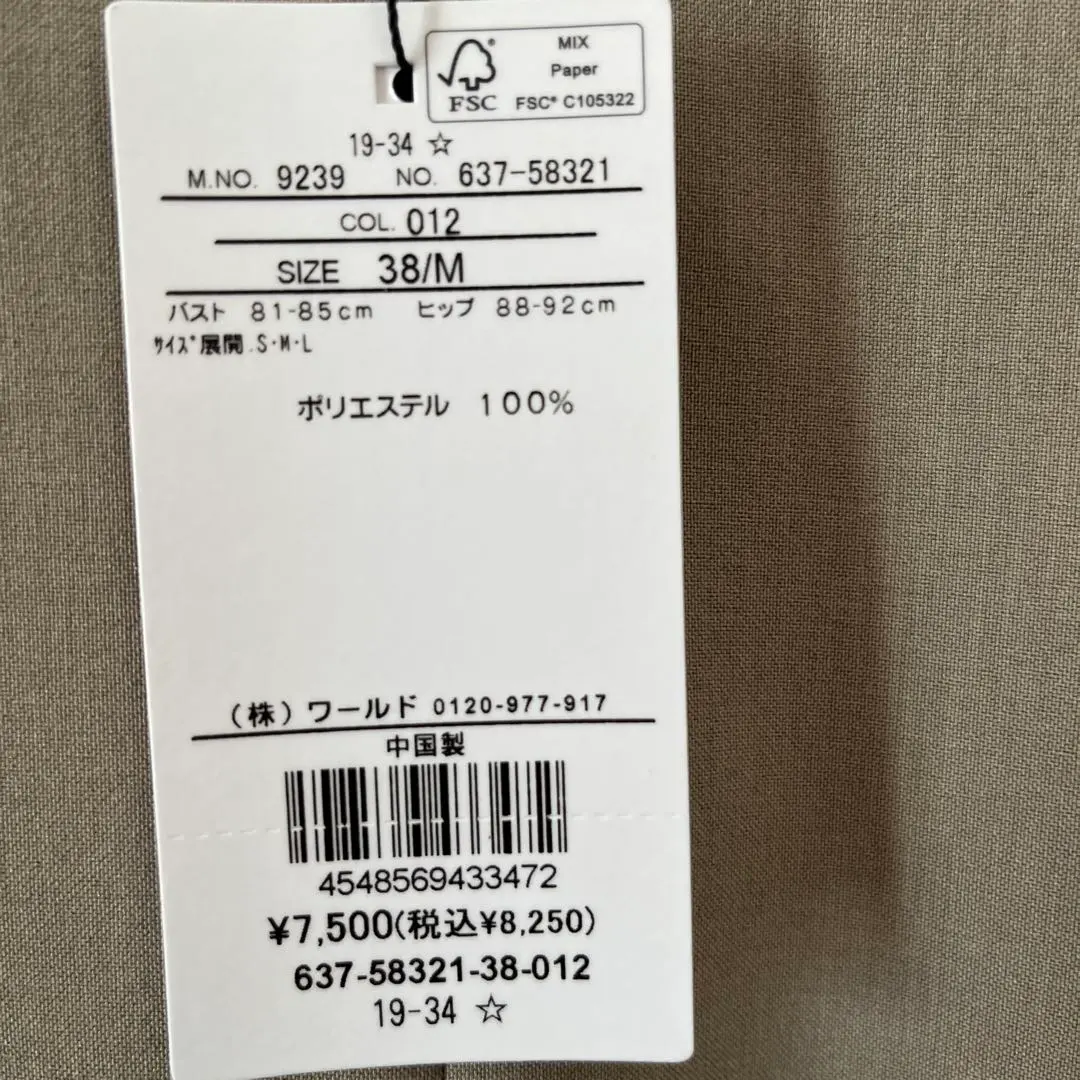 MIX
Paper
FSC® FSC® C105322
19-34 ☆
M.NO. 9239 NO. 637-58321
COL. 012
SIZE 38/M
バスト 81-85cm ヒップ 88-92cm
ｻｲｽﾞ展開.S･M･L
ポリエステル 100%
(株)ワールド 0120-977-917
中国製
4548569433472
¥7,500(税込¥8,250)
637-58321-38-012
19-34 ☆